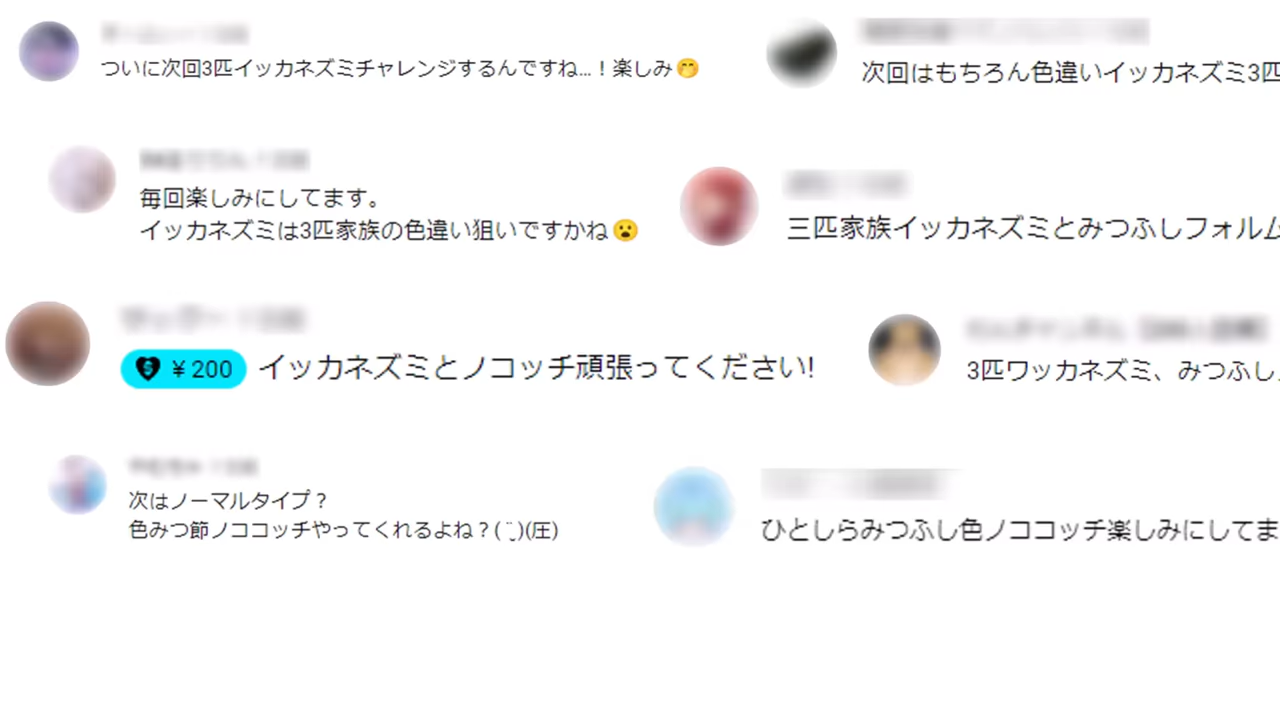 ついに次回3匹イッカネズミチャレンジするんですね…！楽しみ🤭
次回はもちろん色違いイッカネズミ3匹
毎回楽しみにしてます。
イッカネズミは3匹家族の色違い狙いですかね😮
三匹家族イッカネズミとみつふしフォルム
￥200 イッカネズミとノコッチ頑張ってください!
3匹ワッカネズミ、みつふし
次はノーマルタイプ？
色みつ節ノココッチやってくれるよね？( ¨̮ )(圧)
ひとしらみつふし色ノココッチ楽しみにしてま